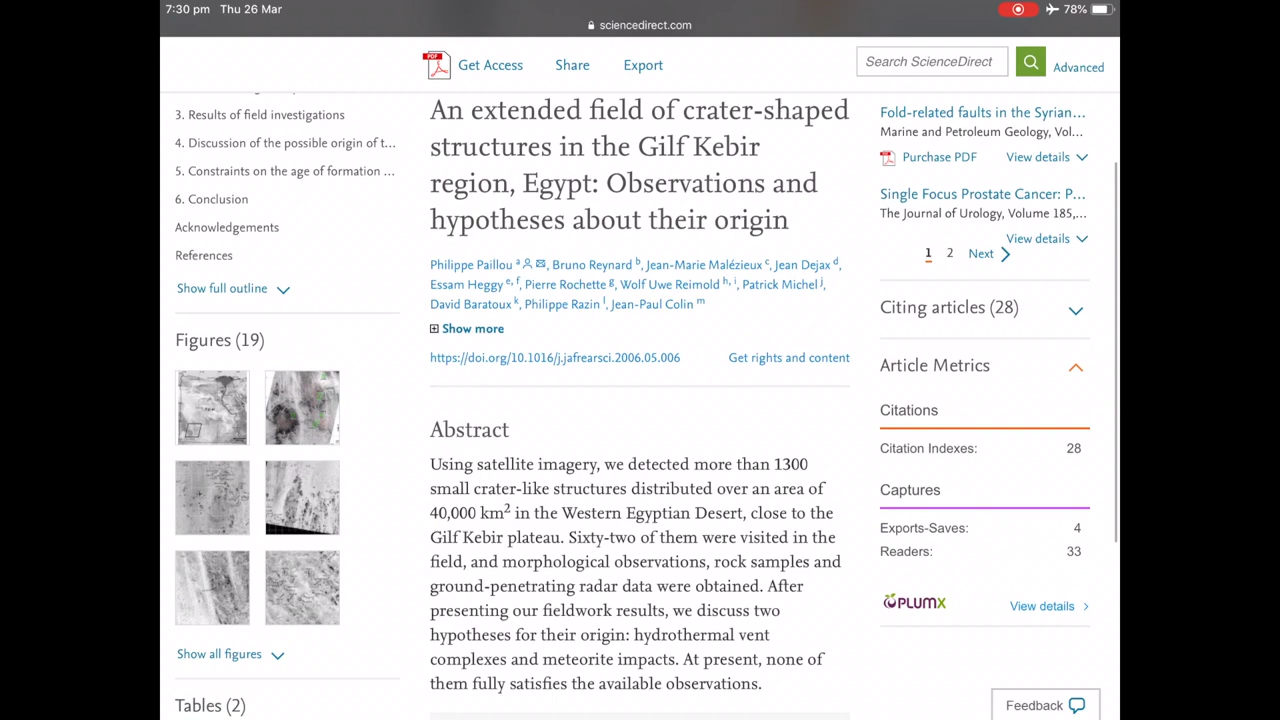 7:30 pm Thu 26 Mar
78%
sciencedirect.com
PDF
Get Access
Share
Export
Search ScienceDirect
Advanced
3. Results of field investigations
4. Discussion of the possible origin of t...
5. Constraints on the age of formation ...
6. Conclusion
Acknowledgements
References
Show full outline
Figures (19)
Show all figures
Tables (2)
An extended field of crater-shaped
structures in the Gilf Kebir
region, Egypt: Observations and
hypotheses about their origin
Philippe Paillou a, Bruno Reynard b, Jean-Marie Malézieux c, Jean Dejax d,
Essam Heggy e, f, Pierre Rochette g, Wolf Uwe Reimold h, i, Patrick Michel j,
David Baratoux k, Philippe Razin l, Jean-Paul Colin m
Show more
https://doi.org/10.1016/j.jafrearsci.2006.05.006
Get rights and content
Abstract
Using satellite imagery, we detected more than 1300
small crater-like structures distributed over an area of
40,000 km² in the Western Egyptian Desert, close to the
Gilf Kebir plateau. Sixty-two of them were visited in the
field, and morphological observations, rock samples and
ground-penetrating radar data were obtained. After
presenting our fieldwork results, we discuss two
hypotheses for their origin: hydrothermal vent
complexes and meteorite impacts. At present, none of
them fully satisfies the available observations.
Fold-related faults in the Syrian...
Marine and Petroleum Geology, Vol...
Purchase PDF
View details
Single Focus Prostate Cancer: P...
The Journal of Urology, Volume 185,...
View details
1 2 Next
Citing articles (28)
Article Metrics
Citations
Citation Indexes: 28
Captures
Exports-Saves: 4
Readers: 33
PLUMX
View details
Feedback